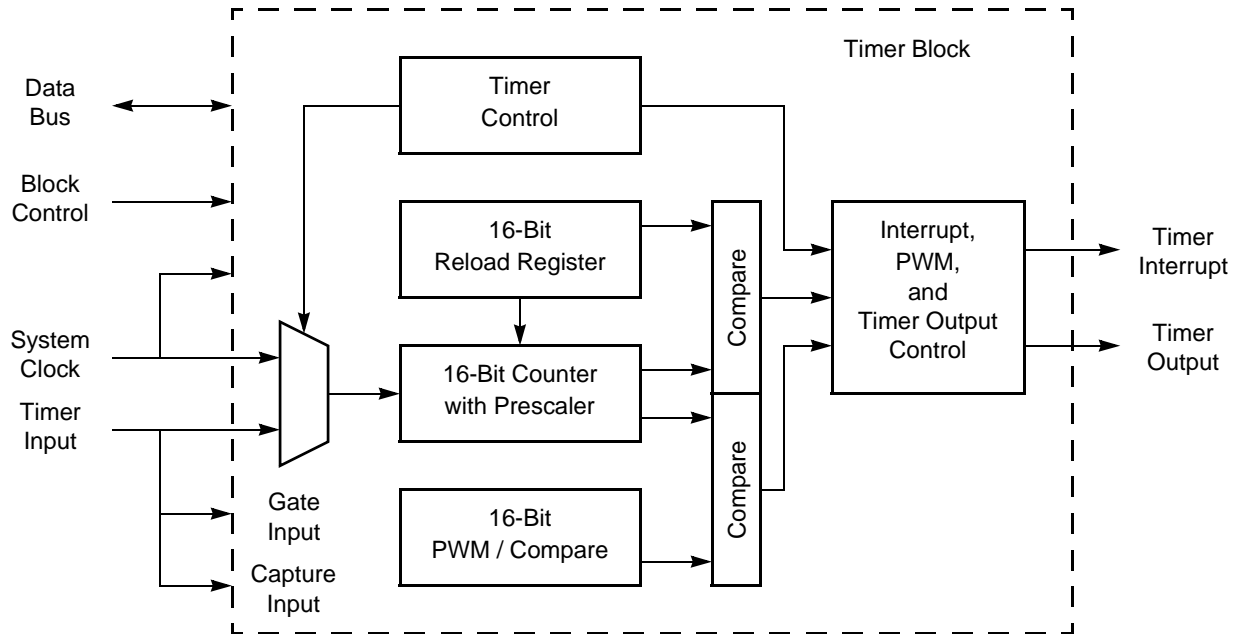 Timer Block
Data
Bus
Timer
Control
Block
Control
16-Bit
Reload Register
Compare
Interrupt,
PWM,
and
Timer Output
Control
Timer
Interrupt
System
Clock
16-Bit Counter
with Prescaler
Timer
Output
Timer
Input
Compare
Gate
Input
16-Bit
PWM / Compare
Capture
Input